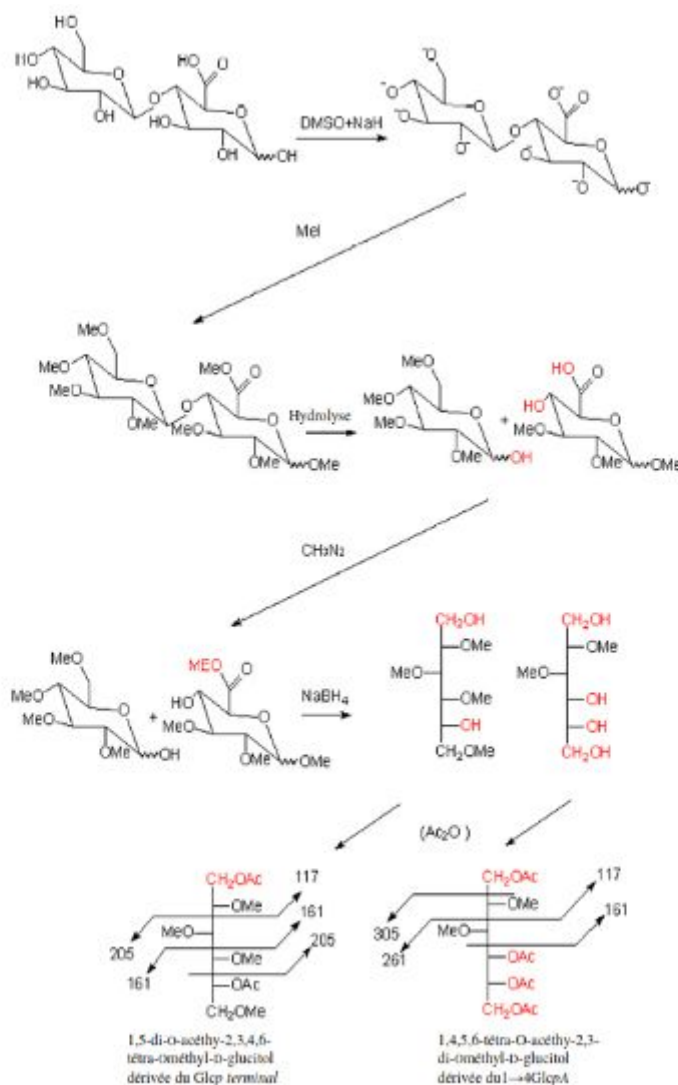 HO
HO
HO
HO
O
OH
O
HO
O
HO
O
OH
OH
DMSO+NaH
⁻O
⁻O
⁻O
O
O⁻
O
O⁻
O
O
O⁻
⁻O
O⁻
MeI
MeO
MeO
MeO
O
OMe
O
MeO
O
MeO
O
OMe
OMe
Hydrolyse
MeO
MeO
MeO
O
OMe
OH
+
HO
O
HO
MeO
O
OMe
OMe
CH₃N₂
MeO
MeO
MeO
O
OMe
OH
+
MEO
O
HO
MeO
O
OMe
OMe
NaBH₄
CH₂OH
OMe
MeO
OMe
OH
CH₂OMe
CH₂OH
OMe
MeO
OH
OH
CH₂OH
(Ac₂O )
CH₂OAc
OMe
MeO
OMe
OAc
CH₂OMe
117
161
205
205
161
CH₂OAc
OMe
MeO
OAc
OAc
CH₂OAc
117
161
305
261
1,5-di-O-acéthy-2,3,4,6-
tétra-Ométhyl-D-glucitol
dérivée du Glcp terminal
1,4,5,6-tétra-O-acéthy-2,3-
di-Ométhyl-D-glucitol
dérivée du1→4GlcpA